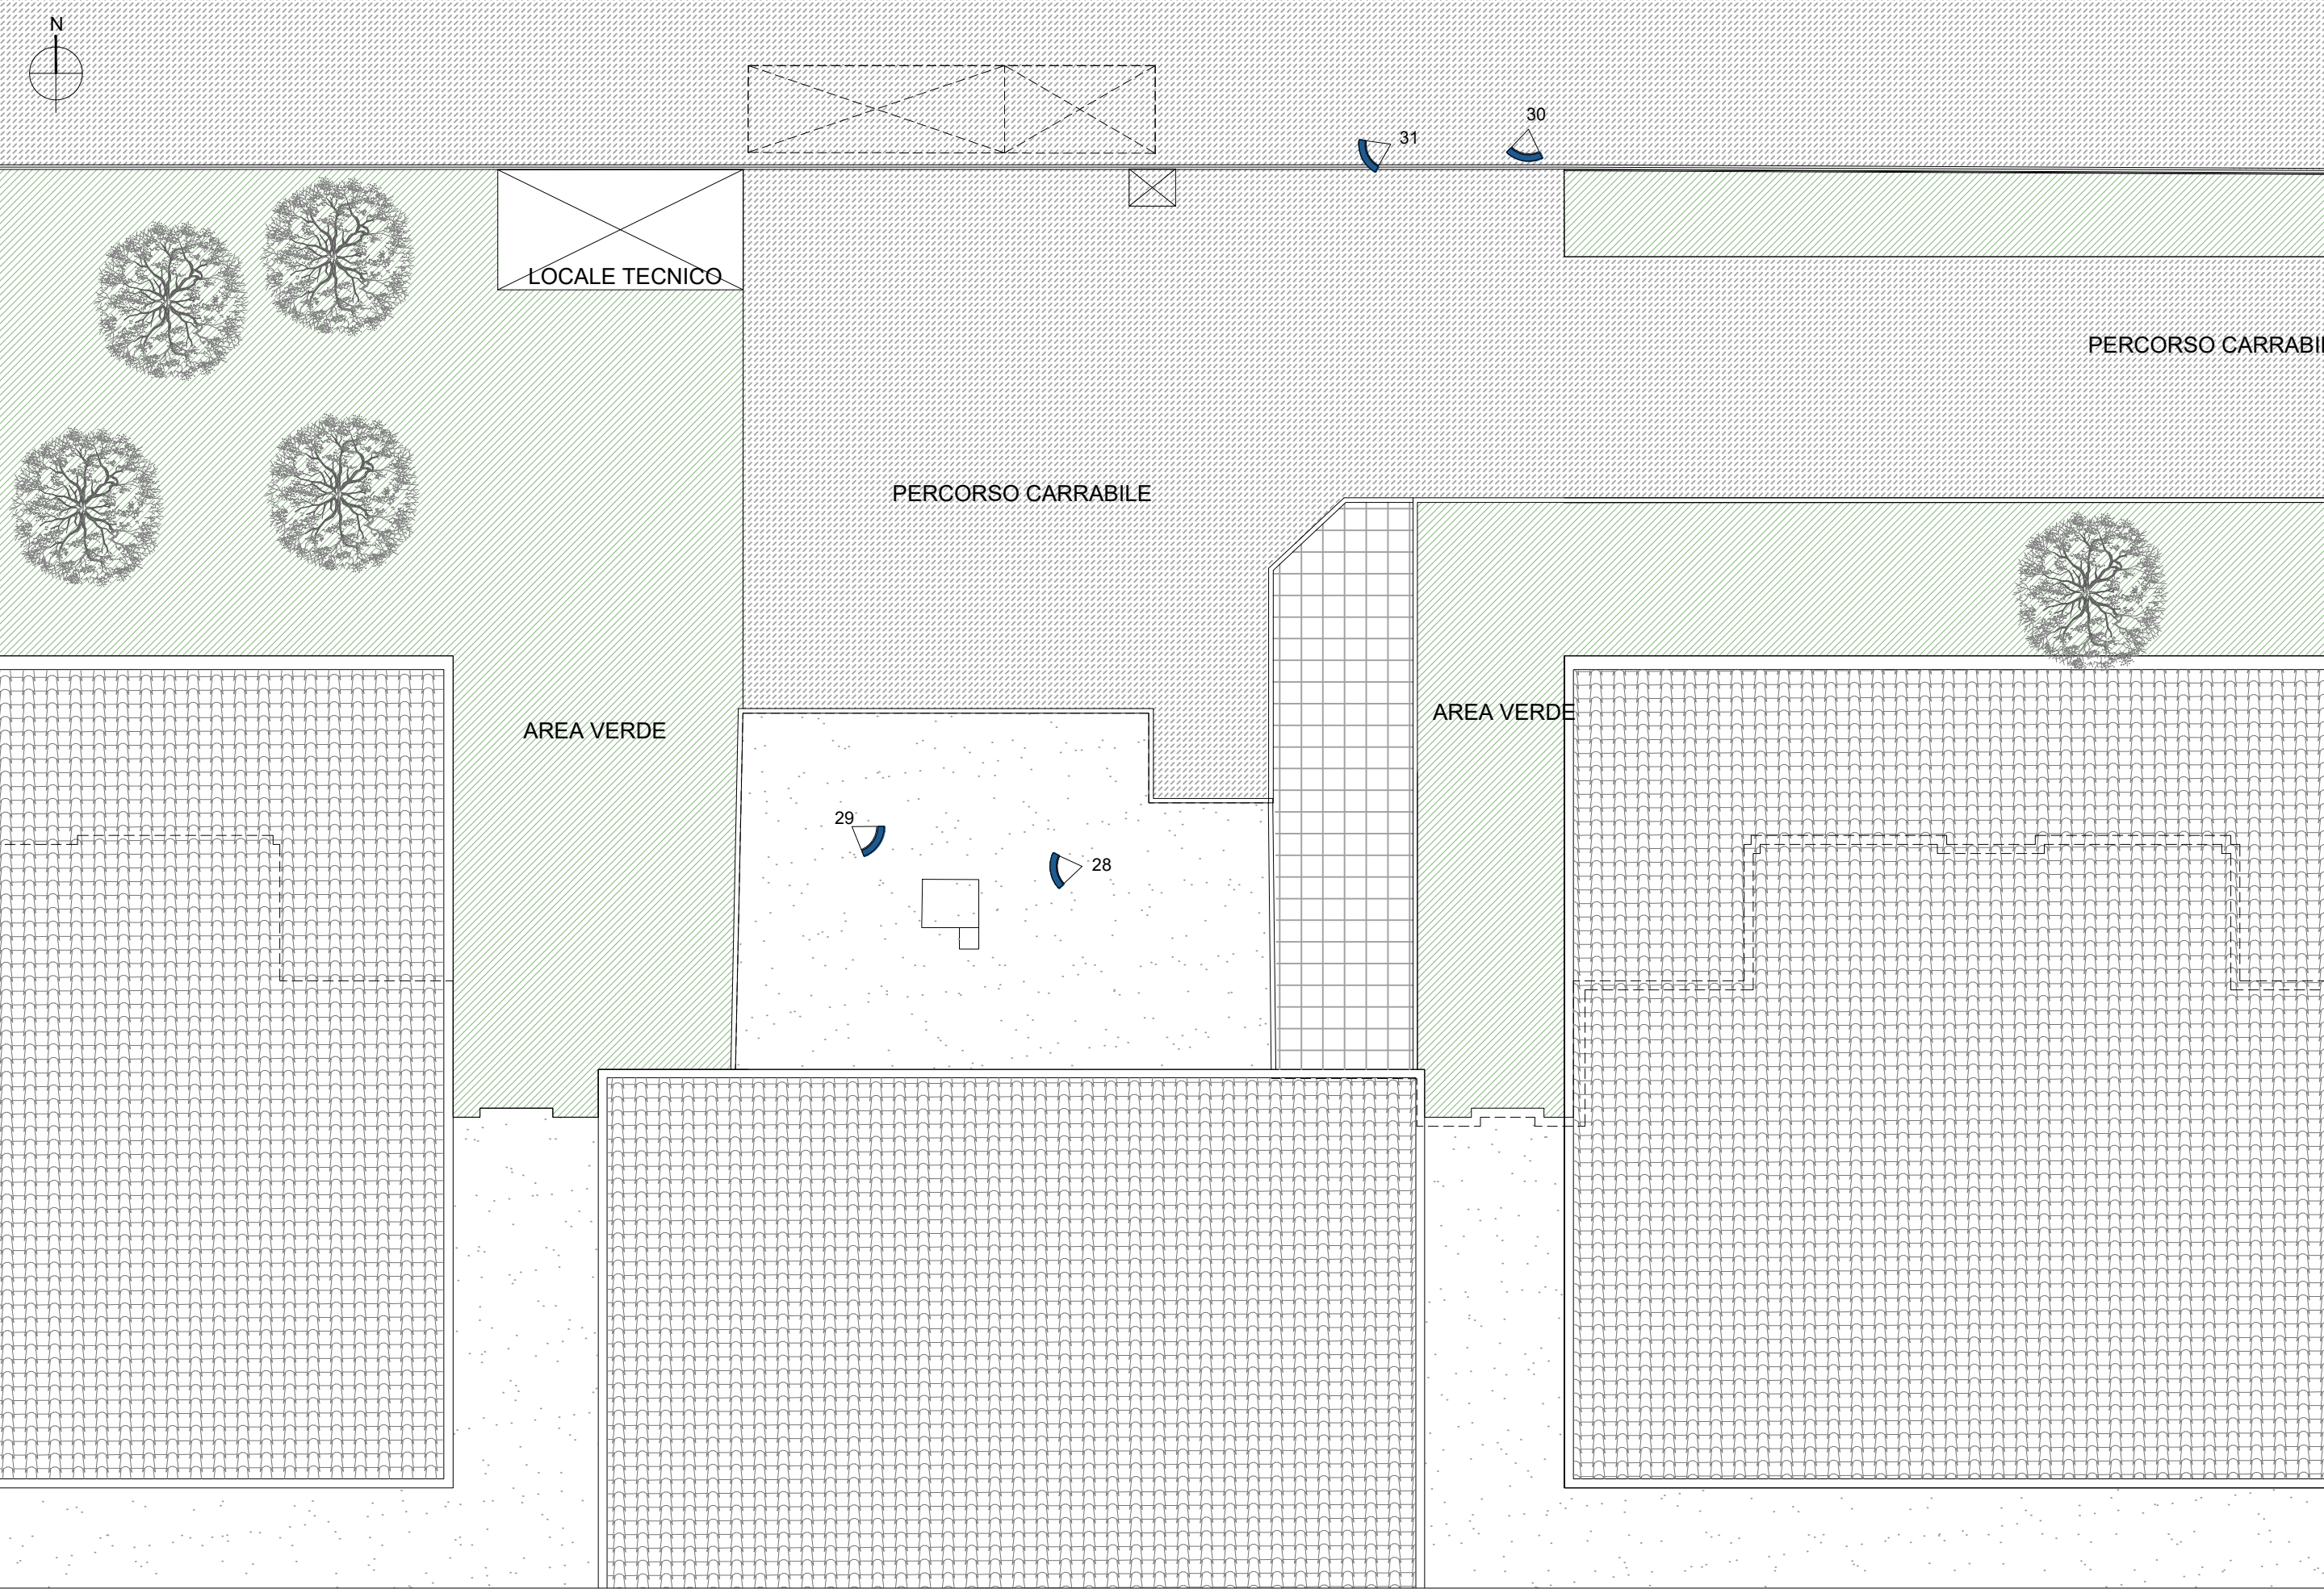 N
30
31
LOCALE TECNICO
PERCORSO CARRABI
PERCORSO CARRABILE
AREA VERDE
AREA VERDE
29
28